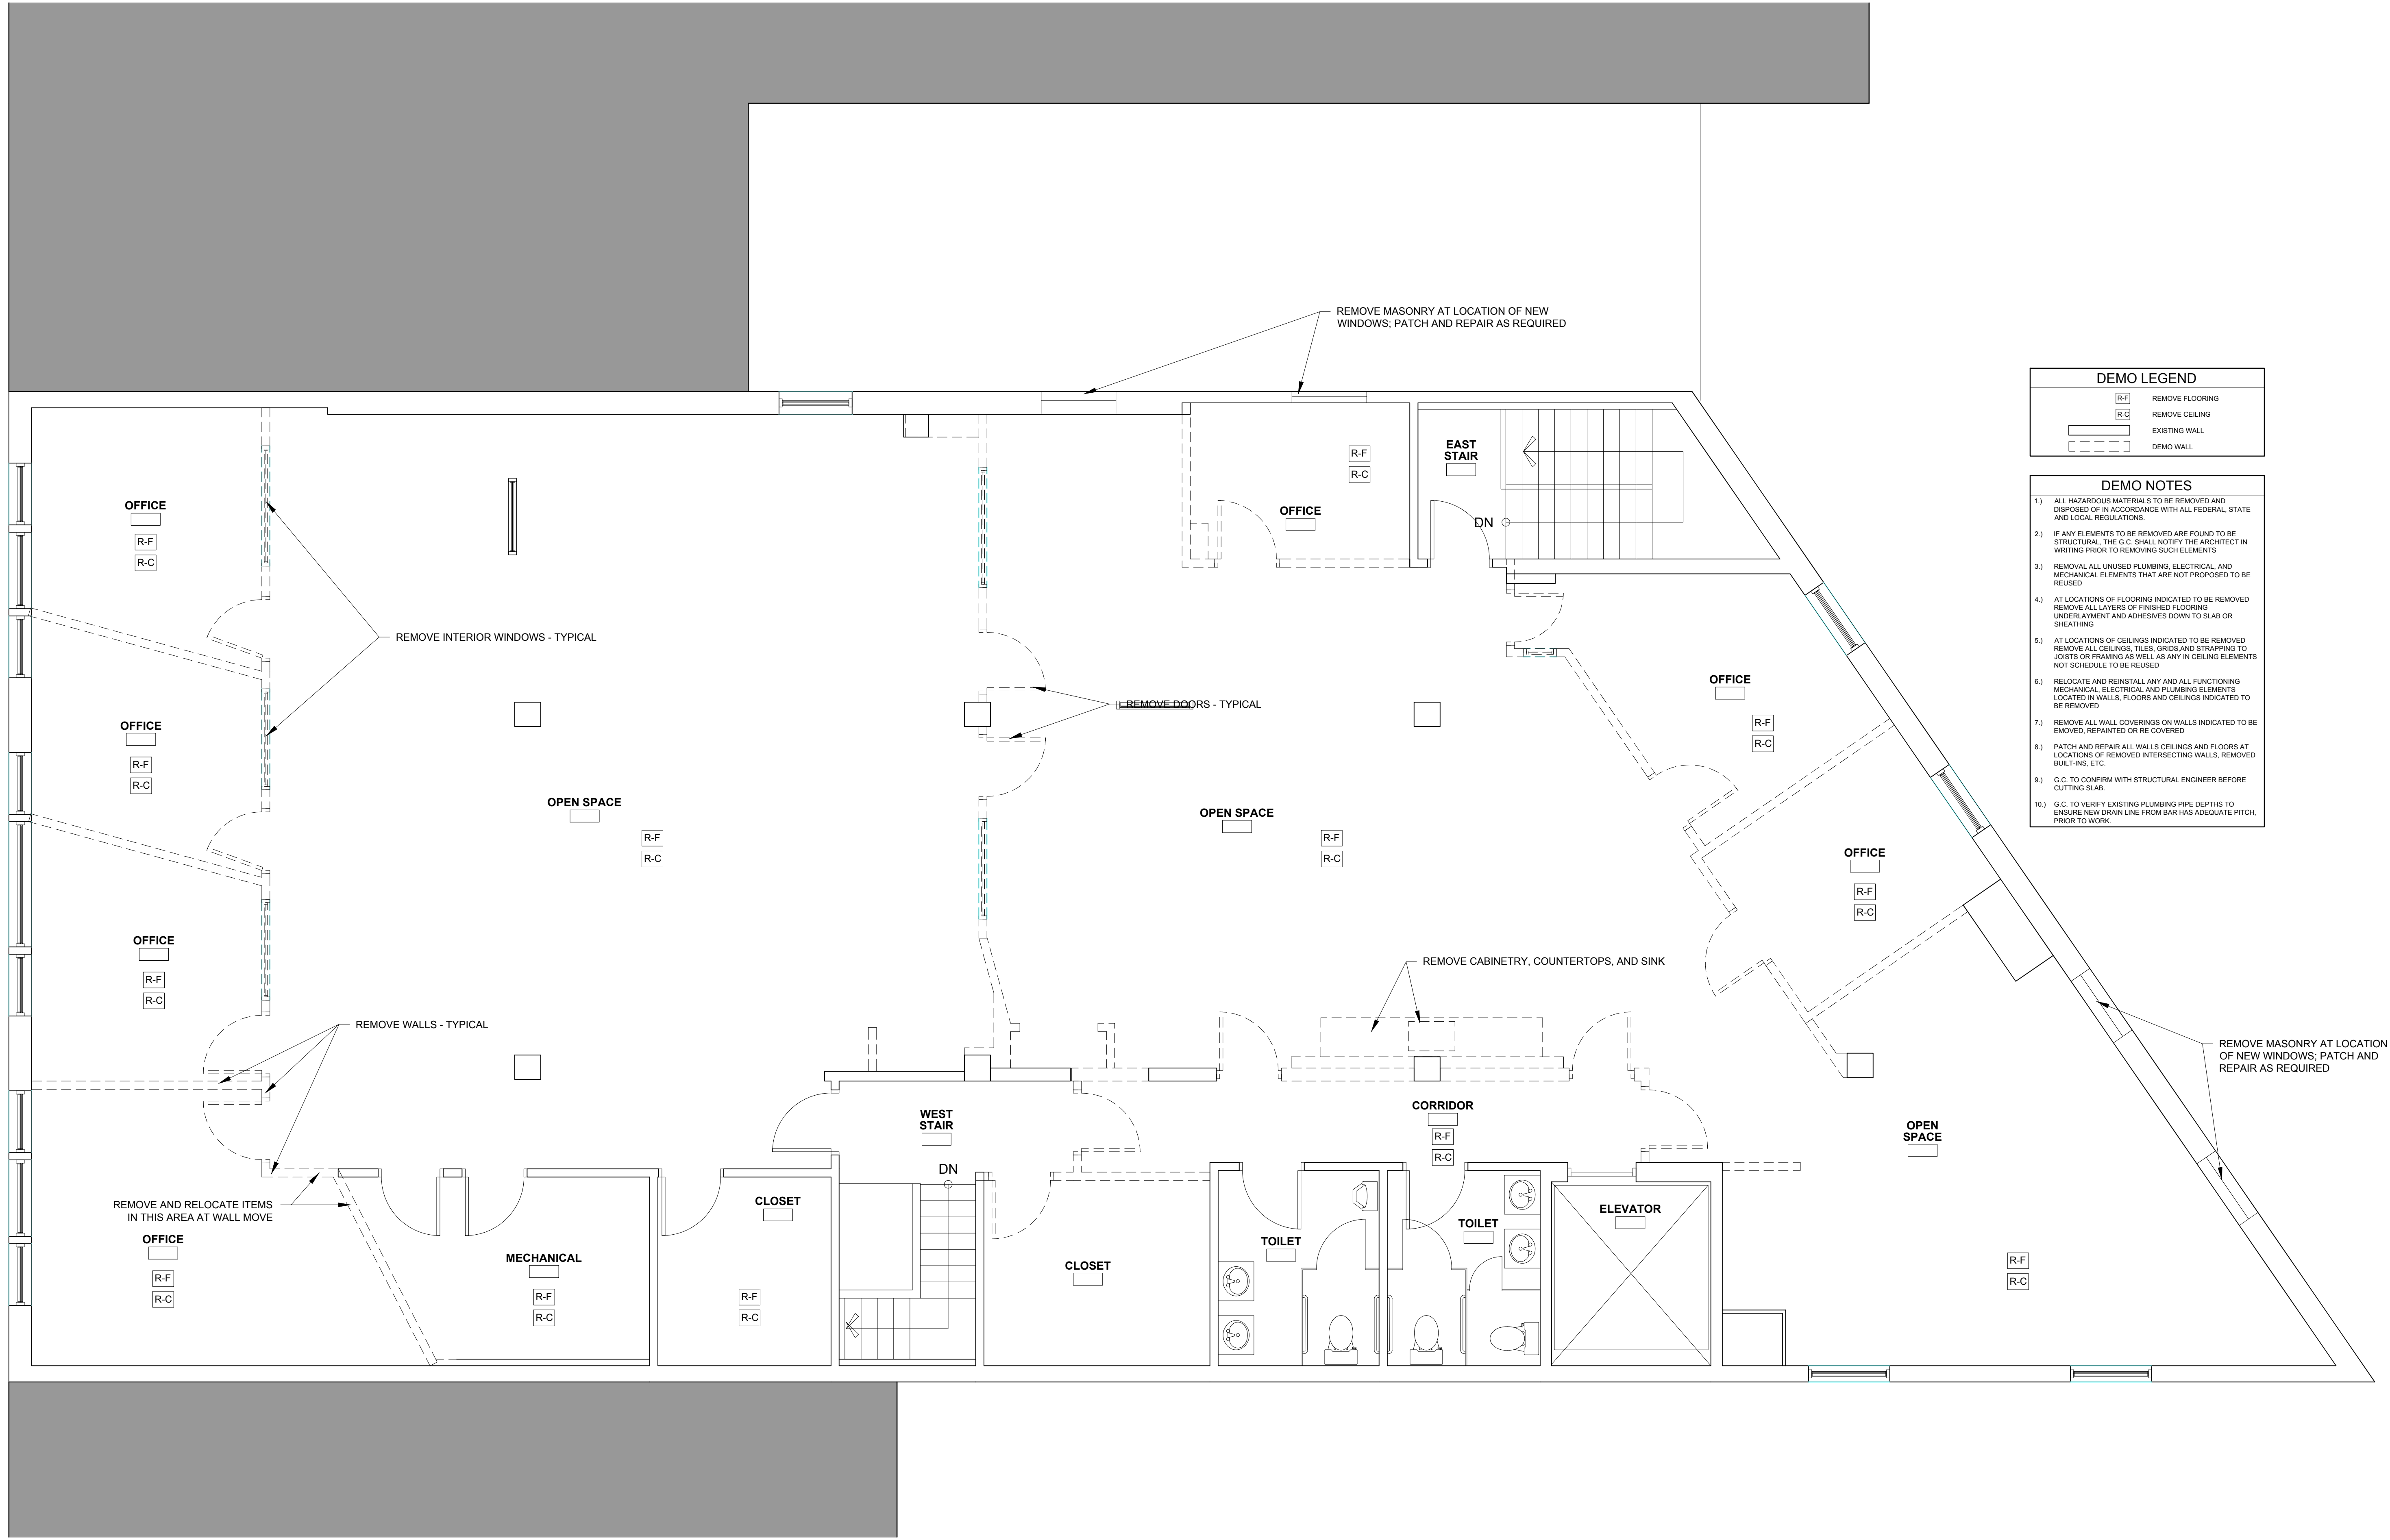 REMOVE MASONRY AT LOCATION OF NEW
WINDOWS; PATCH AND REPAIR AS REQUIRED
DEMO LEGEND
R-F REMOVE FLOORING
R-C REMOVE CEILING
EXISTING WALL
DEMO WALL
DEMO NOTES
1.) ALL HAZARDOUS MATERIALS TO BE REMOVED AND
DISPOSED OF IN ACCORDANCE WITH ALL FEDERAL, STATE
AND LOCAL REGULATIONS.
2.) IF ANY ELEMENTS TO BE REMOVED ARE FOUND TO BE
STRUCTURAL, THE G.C. SHALL NOTIFY THE ARCHITECT IN
WRITING PRIOR TO REMOVING SUCH ELEMENTS
3.) REMOVAL ALL UNUSED PLUMBING, ELECTRICAL, AND
MECHANICAL ELEMENTS THAT ARE NOT PROPOSED TO BE
REUSED
4.) AT LOCATIONS OF FLOORING INDICATED TO BE REMOVED
REMOVE ALL LAYERS OF FINISHED FLOORING
UNDERLAYMENT AND ADHESIVES DOWN TO SLAB OR
SHEATHING
5.) AT LOCATIONS OF CEILINGS INDICATED TO BE REMOVED
REMOVE ALL CEILINGS, TILES, GRIDS,AND STRAPPING TO
JOISTS OR FRAMING AS WELL AS ANY IN CEILING ELEMENTS
NOT SCHEDULE TO BE REUSED
6.) RELOCATE AND REINSTALL ANY AND ALL FUNCTIONING
MECHANICAL, ELECTRICAL AND PLUMBING ELEMENTS
LOCATED IN WALLS, FLOORS AND CEILINGS INDICATED TO
BE REMOVED
7.) REMOVE ALL WALL COVERINGS ON WALLS INDICATED TO BE
EMOVED, REPAINTED OR RE COVERED
8.) PATCH AND REPAIR ALL WALLS CEILINGS AND FLOORS AT
LOCATIONS OF REMOVED INTERSECTING WALLS, REMOVED
BUILT-INS, ETC.
9.) G.C. TO CONFIRM WITH STRUCTURAL ENGINEER BEFORE
CUTTING SLAB.
10.) G.C. TO VERIFY EXISTING PLUMBING PIPE DEPTHS TO
ENSURE NEW DRAIN LINE FROM BAR HAS ADEQUATE PITCH,
PRIOR TO WORK.
EAST
STAIR
DN
OFFICE
R-F
R-C
OFFICE
R-F
R-C
REMOVE INTERIOR WINDOWS - TYPICAL
REMOVE DOORS - TYPICAL
OFFICE
R-F
R-C
OFFICE
R-F
R-C
OPEN SPACE
R-F
R-C
OPEN SPACE
R-F
R-C
OFFICE
R-F
R-C
OFFICE
R-F
R-C
REMOVE CABINETRY, COUNTERTOPS, AND SINK
REMOVE WALLS - TYPICAL
REMOVE MASONRY AT LOCATION
OF NEW WINDOWS; PATCH AND
REPAIR AS REQUIRED
WEST
STAIR
DN
CORRIDOR
R-F
R-C
OPEN
SPACE
R-F
R-C
REMOVE AND RELOCATE ITEMS
IN THIS AREA AT WALL MOVE
OFFICE
R-F
R-C
MECHANICAL
R-F
R-C
CLOSET
R-F
R-C
CLOSET
TOILET
TOILET
ELEVATOR